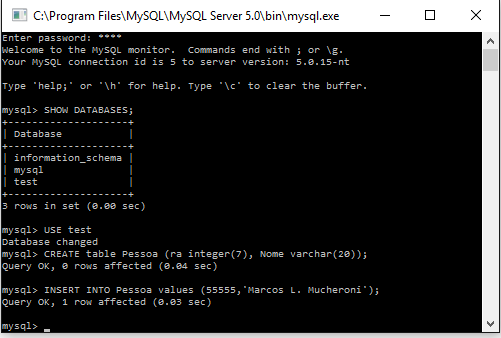 C:\Program Files\MySQL\MySQL Server 5.0\bin\mysql.exe
Enter password: ****
Welcome to the MySQL monitor.  Commands end with ; or \g.
Your MySQL connection id is 5 to server version: 5.0.15-nt
Type 'help;' or '\h' for help. Type '\c' to clear the buffer.
mysql> SHOW DATABASES;
+--------------------+
| Database           |
+--------------------+
| information_schema |
| mysql              |
| test               |
+--------------------+
3 rows in set (0.00 sec)
mysql> USE test
Database changed
mysql> CREATE table Pessoa (ra integer(7), Nome varchar(20));
Query OK, 0 rows affected (0.04 sec)
mysql> INSERT INTO Pessoa values (55555,'Marcos L. Mucheroni');
Query OK, 1 row affected (0.03 sec)
mysql> _